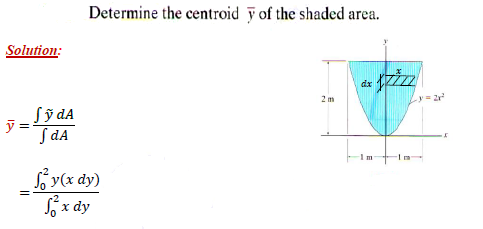 Determine the centroid ȳ of the shaded area.
Solution:
ȳ = ∫ ỹ dA / ∫ dA
= ∫₀² y(x dy) / ∫₀² x dy
y
x
dx
2 m
y = 2x²
x
1 m
1 m